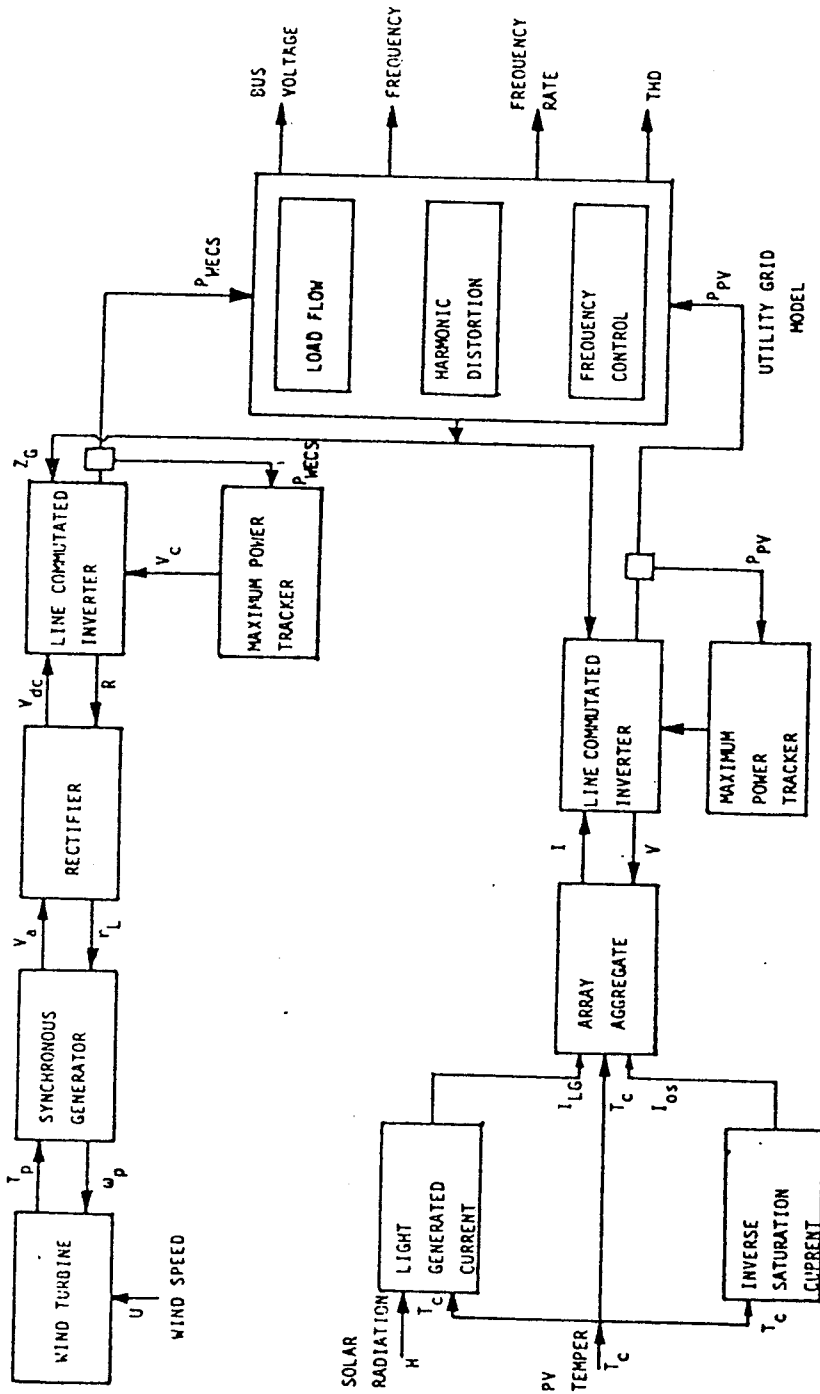 WIND TURBINE
U
WIND SPEED
T_p
ω_p
SYNCHRONOUS
GENERATOR
V_a
r_L
RECTIFIER
V_dc
R
LINE COMMUTATED
INVERTER
Z_G
V_c
MAXIMUM POWER
TRACKER
P_WECS
P_WECS
LOAD FLOW
HARMONIC
DISTORTION
FREQUENCY
CONTROL
BUS
VOLTAGE
FREQUENCY
FREQUENCY
RATE
THD
UTILITY GRID
MODEL
P_PV
SOLAR
RADIATION
H
T_c
LIGHT
GENERATED
CURRENT
PV
TEMPER
T_c
T_c
INVERSE
SATURATION
CURRENT
I_LG
T_c
I_os
ARRAY
AGGREGATE
I
V
LINE COMMUTATED
INVERTER
MAXIMUM
POWER
TRACKER
P_PV